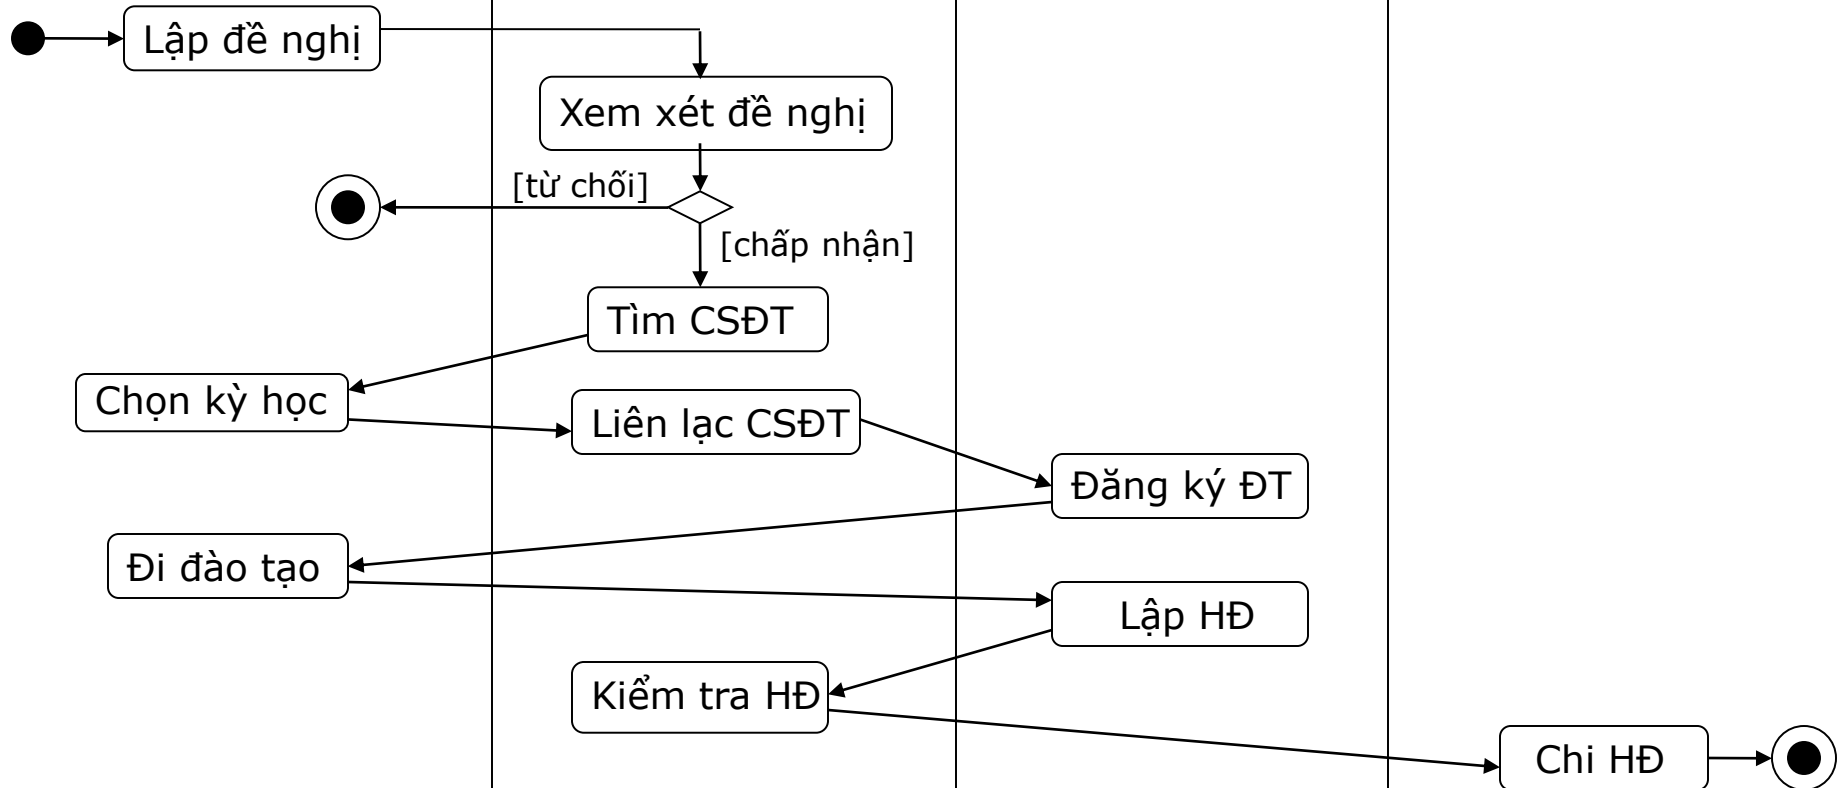 Lập đề nghị
Xem xét đề nghị
[từ chối]
[chấp nhận]
Tìm CSĐT
Chọn kỳ học
Liên lạc CSĐT
Đăng ký ĐT
Đi đào tạo
Lập HĐ
Kiểm tra HĐ
Chi HĐ